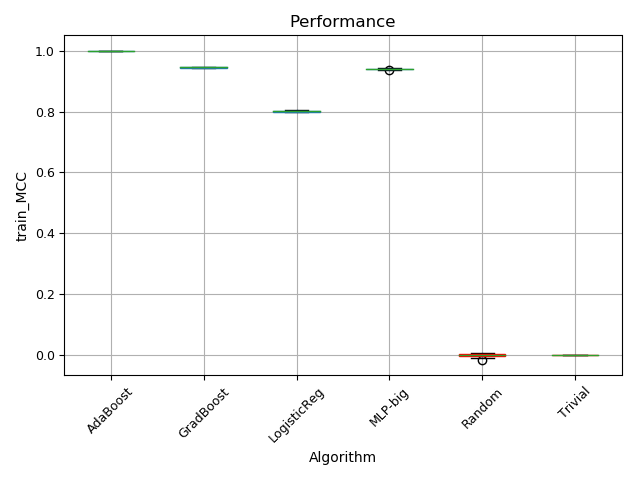 Performance
1.0
0.8
0.6
0.4
0.2
0.0
train_MCC
AdaBoost
GradBoost
LogisticReg
MLP-big
Random
Trivial
Algorithm